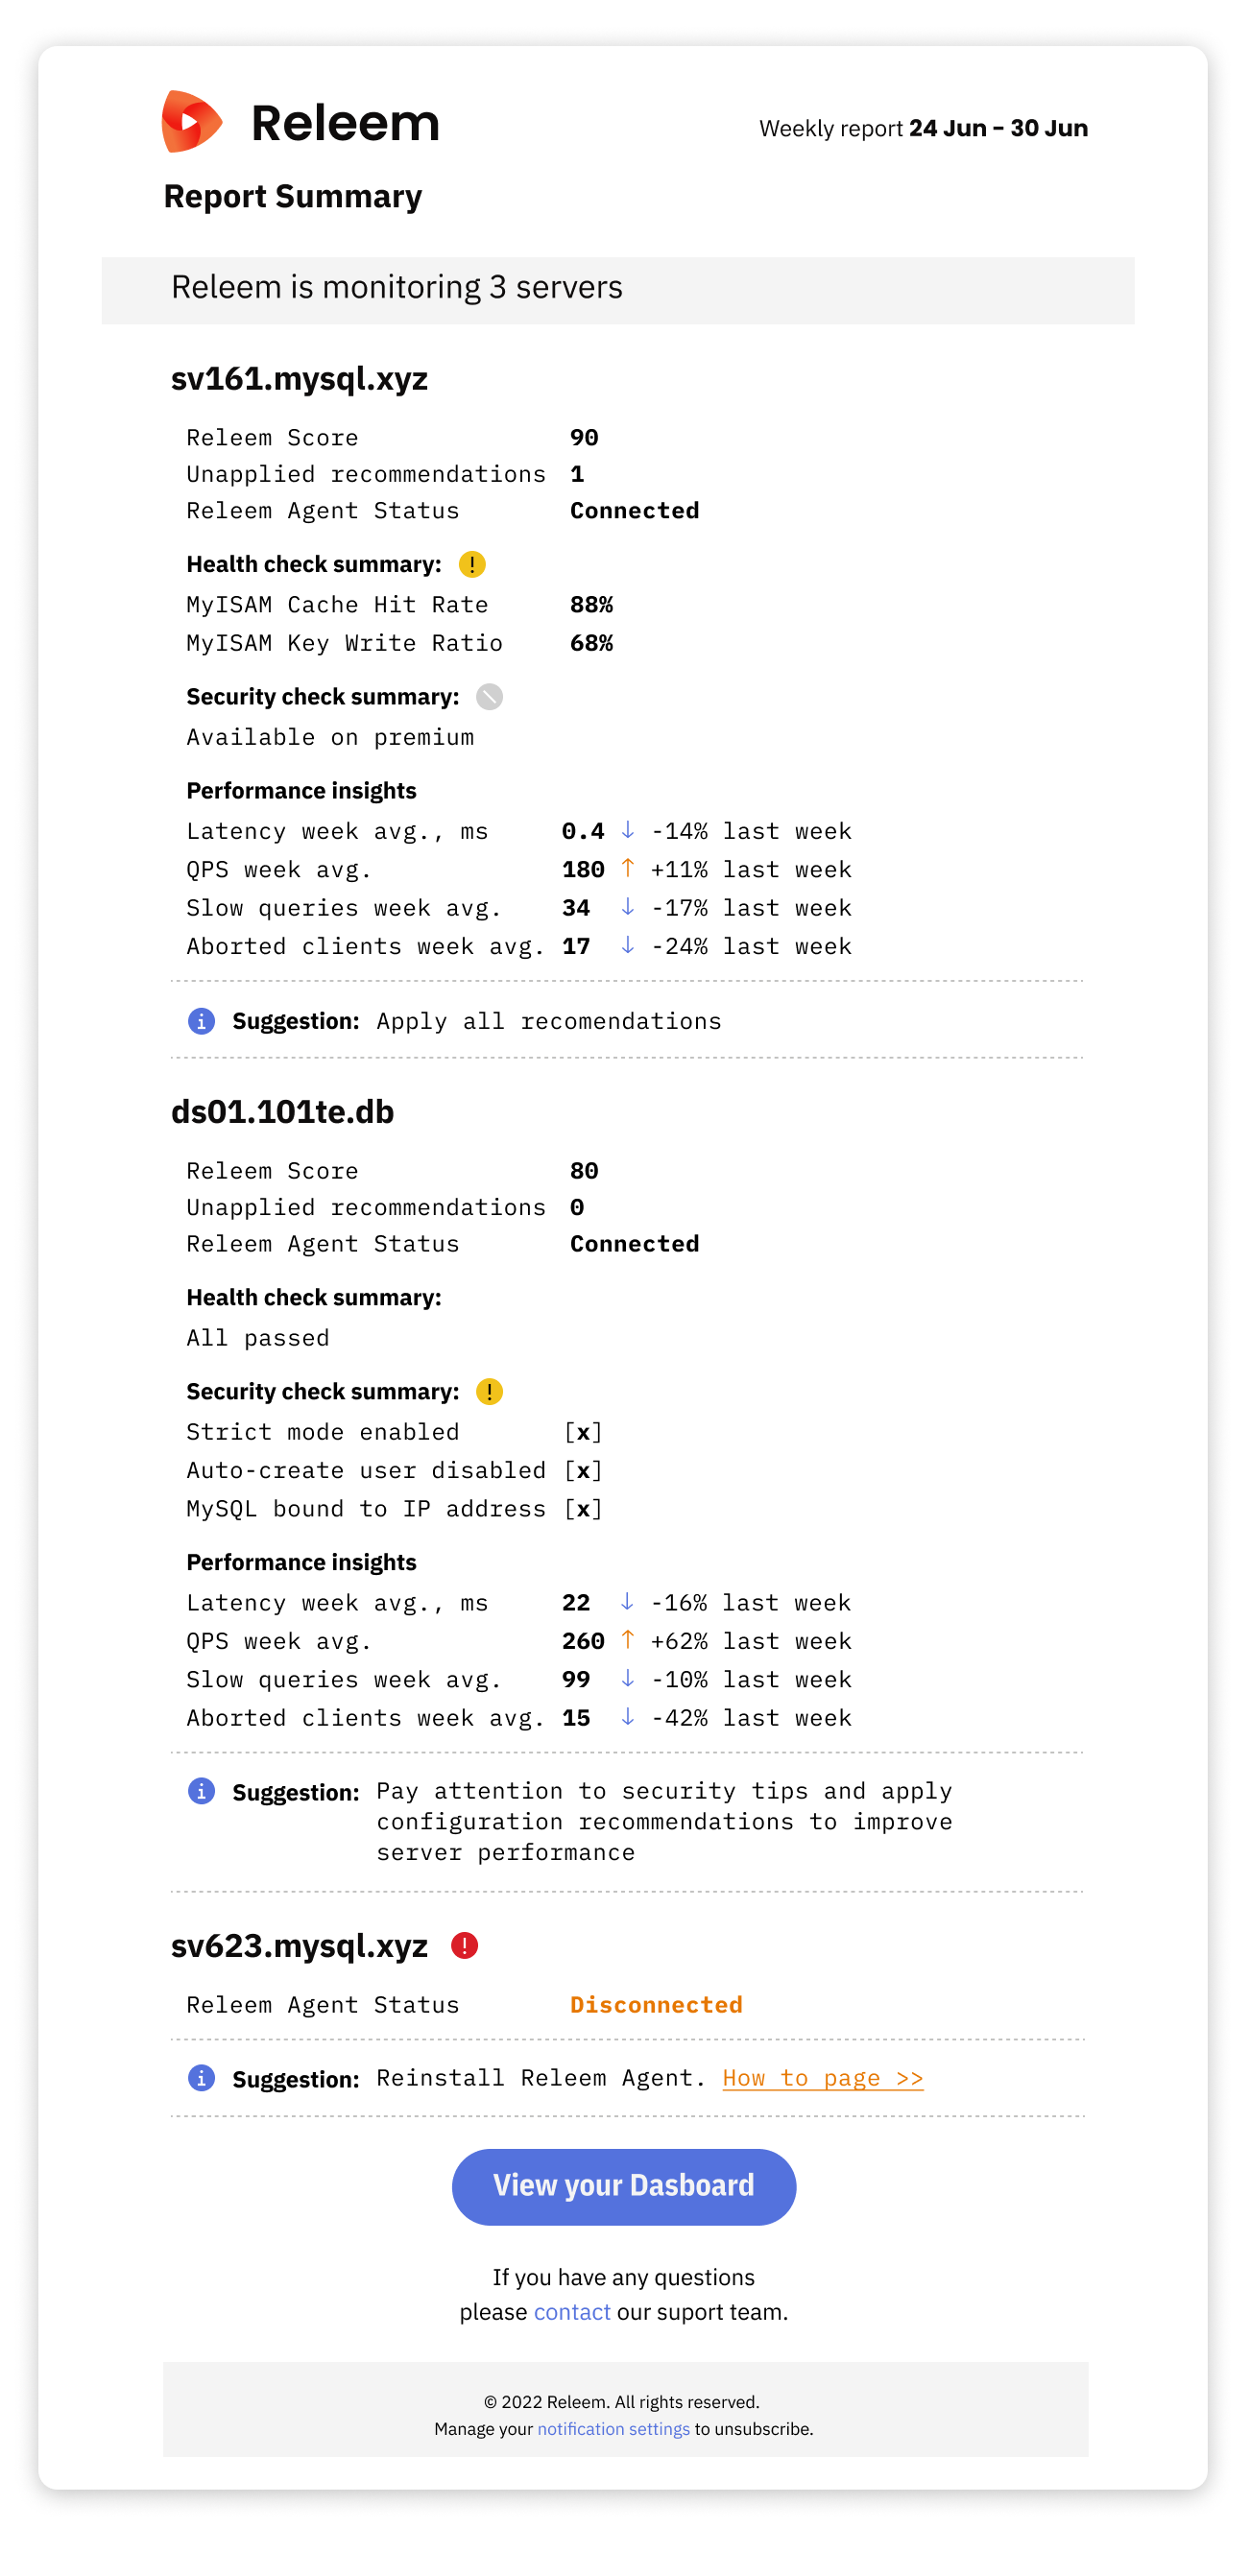 Releem
Weekly report 24 Jun – 30 Jun
Report Summary
Releem is monitoring 3 servers
sv161.mysql.xyz
Releem Score 90
Unapplied recommendations 1
Releem Agent Status Connected
Health check summary: !
MyISAM Cache Hit Rate 88%
MyISAM Key Write Ratio 68%
Security check summary:
Available on premium
Performance insights
Latency week avg., ms 0.4 ↓ -14% last week
QPS week avg. 180 ↑ +11% last week
Slow queries week avg. 34 ↓ -17% last week
Aborted clients week avg. 17 ↓ -24% last week
i Suggestion: Apply all recomendations
ds01.101te.db
Releem Score 80
Unapplied recommendations 0
Releem Agent Status Connected
Health check summary:
All passed
Security check summary: !
Strict mode enabled [x]
Auto-create user disabled [x]
MySQL bound to IP address [x]
Performance insights
Latency week avg., ms 22 ↓ -16% last week
QPS week avg. 260 ↑ +62% last week
Slow queries week avg. 99 ↓ -10% last week
Aborted clients week avg. 15 ↓ -42% last week
i Suggestion: Pay attention to security tips and apply
configuration recommendations to improve
server performance
sv623.mysql.xyz !
Releem Agent Status Disconnected
i Suggestion: Reinstall Releem Agent. How to page >>
View your Dasboard
If you have any questions
please contact our suport team.
© 2022 Releem. All rights reserved.
Manage your notification settings to unsubscribe.